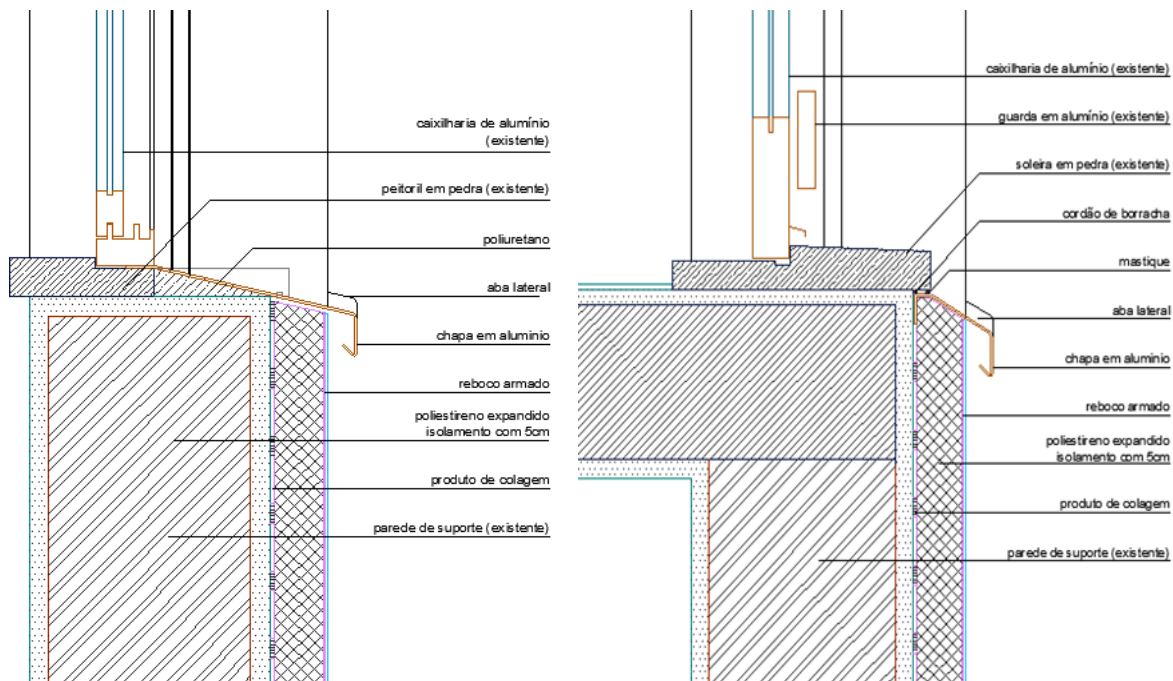 caixilharia de alumínio
(existente)
peitoril em pedra (existente)
poliuretano
aba lateral
chapa em aluminio
reboco armado
poliestireno expandido
isolamento com 5cm
produto de colagem
parede de suporte (existente)
caixilharia de alumínio (existente)
guarda em alumínio (existente)
soleira em pedra (existente)
cordão de borracha
mastique
aba lateral
chapa em aluminio
reboco armado
poliestireno expandido
isolamento com 5cm
produto de colagem
parede de suporte (existente)